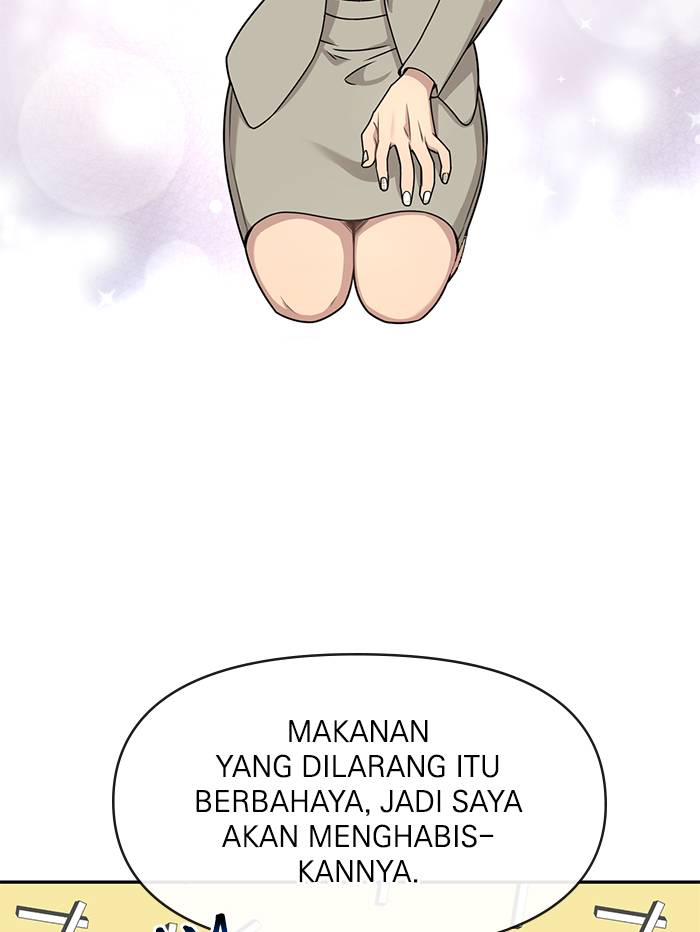 MAKANAN
YANG DILARANG ITU
BERBAHAYA, JADI SAYA
AKAN MENGHABIS-
KANNYA.